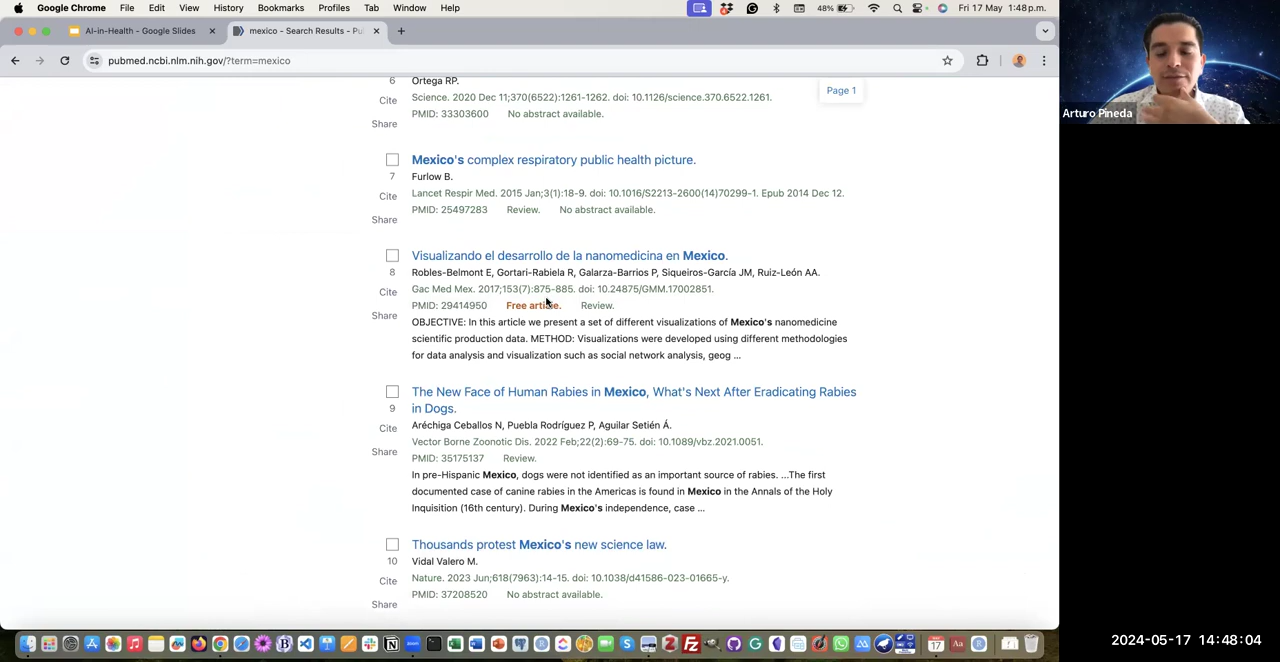 Google Chrome File Edit View History Bookmarks Profiles Tab Window Help 48% Fri 17 May 1:48 p.m.
AI-in-Health - Google Slides mexico - Search Results - Pu
pubmed.ncbi.nlm.nih.gov/?term=mexico
6 Ortega RP.
Page 1
Cite Science. 2020 Dec 11;370(6522):1261-1262. doi: 10.1126/science.370.6522.1261.
PMID: 33303600 No abstract available.
Share
Arturo Pineda
Mexico's complex respiratory public health picture.
7 Furlow B.
Cite Lancet Respir Med. 2015 Jan;3(1):18-9. doi: 10.1016/S2213-2600(14)70299-1. Epub 2014 Dec 12.
PMID: 25497283 Review. No abstract available.
Share
Visualizando el desarrollo de la nanomedicina en Mexico.
8 Robles-Belmont E, Gortari-Rabiela R, Galarza-Barrios P, Siqueiros-García JM, Ruiz-León AA.
Cite Gac Med Mex. 2017;153(7):875-885. doi: 10.24875/GMM.17002851.
PMID: 29414950 Free article. Review.
Share
OBJECTIVE: In this article we present a set of different visualizations of Mexico's nanomedicine
scientific production data. METHOD: Visualizations were developed using different methodologies
for data analysis and visualization such as social network analysis, geog ...
The New Face of Human Rabies in Mexico, What's Next After Eradicating Rabies
9 in Dogs.
Cite Aréchiga Ceballos N, Puebla Rodríguez P, Aguilar Setién Á.
Vector Borne Zoonotic Dis. 2022 Feb;22(2):69-75. doi: 10.1089/vbz.2021.0051.
Share
PMID: 35175137 Review.
In pre-Hispanic Mexico, dogs were not identified as an important source of rabies. ...The first
documented case of canine rabies in the Americas is found in Mexico in the Annals of the Holy
Inquisition (16th century). During Mexico's independence, case ...
Thousands protest Mexico's new science law.
10 Vidal Valero M.
Cite Nature. 2023 Jun;618(7963):14-15. doi: 10.1038/d41586-023-01665-y.
PMID: 37208520 No abstract available.
Share
2024-05-17 14:48:04